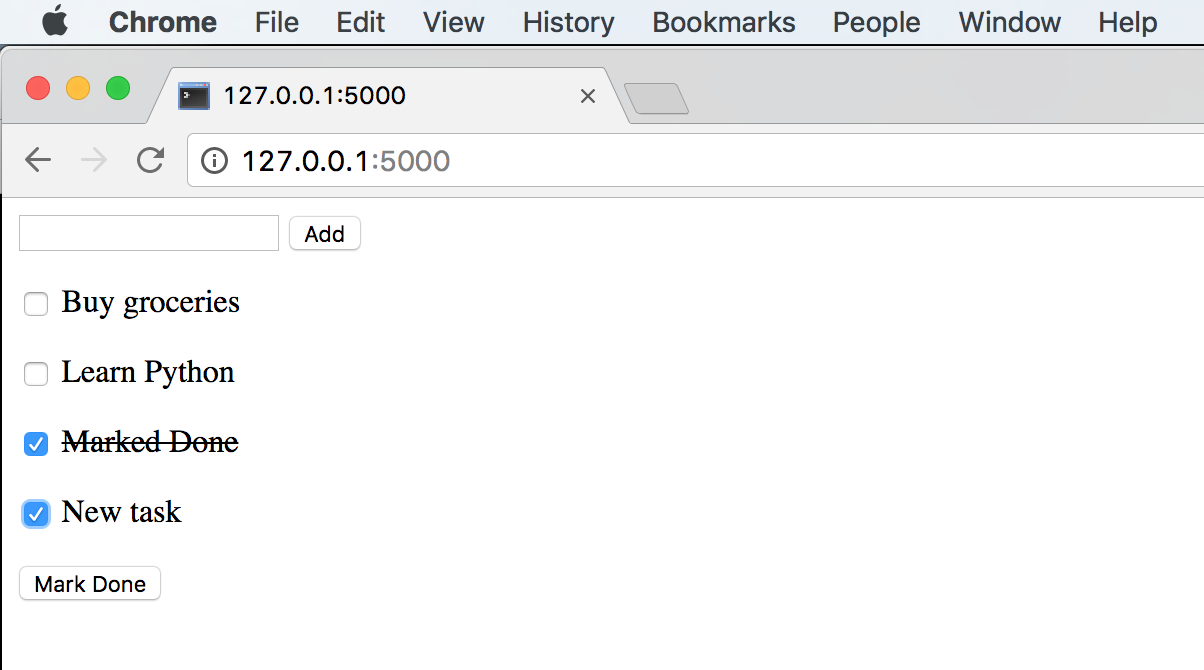 Chrome File Edit View History Bookmarks People Window Help
127.0.0.1:5000
127.0.0.1:5000
Add
Buy groceries
Learn Python
Marked Done
New task
Mark Done